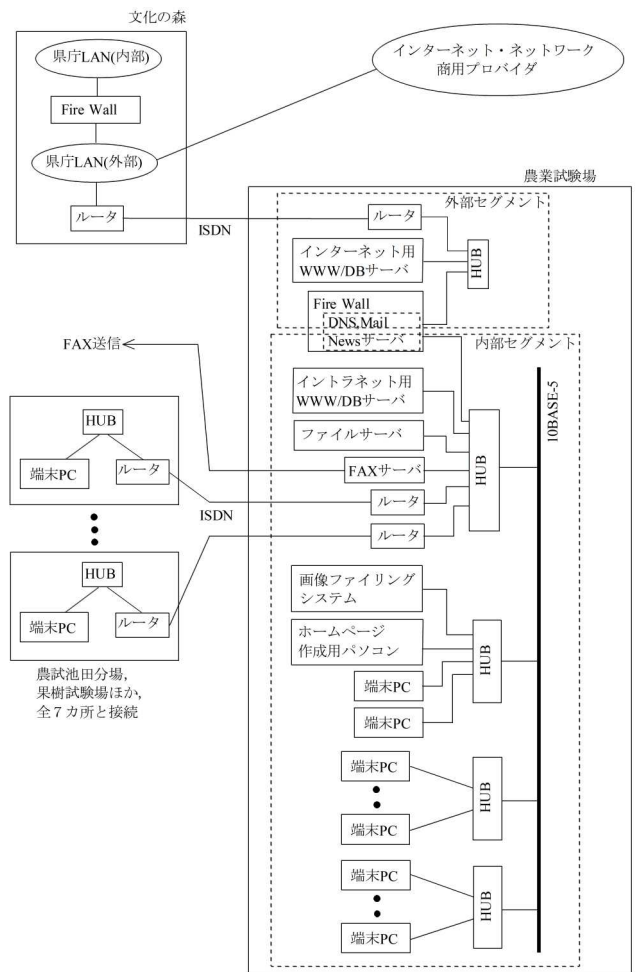 文化の森
県庁LAN(内部)
Fire Wall
県庁LAN(外部)
ルータ
インターネット・ネットワーク
商用プロバイダ
ISDN
農業試験場
外部セグメント
ルータ
インターネット用
WWW/DBサーバ
HUB
Fire Wall
DNS,Mail
Newsサーバ
内部セグメント
FAX送信
イントラネット用
WWW/DBサーバ
ファイルサーバ
FAXサーバ
ルータ
ルータ
HUB
10BASE-5
HUB
端末PC
ルータ
ISDN
HUB
端末PC
ルータ
農試池田分場,
果樹試験場ほか,
全７カ所と接続
画像ファイリング
システム
ホームページ
作成用パソコン
端末PC
端末PC
HUB
端末PC
端末PC
HUB
端末PC
端末PC
HUB